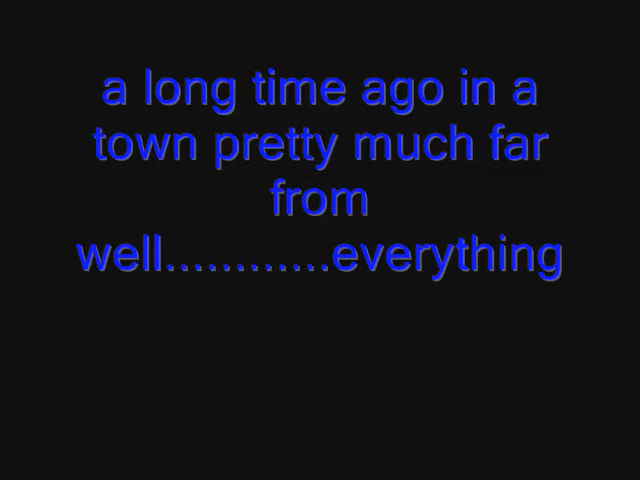 a long time ago in a
town pretty much far
from
well............everything